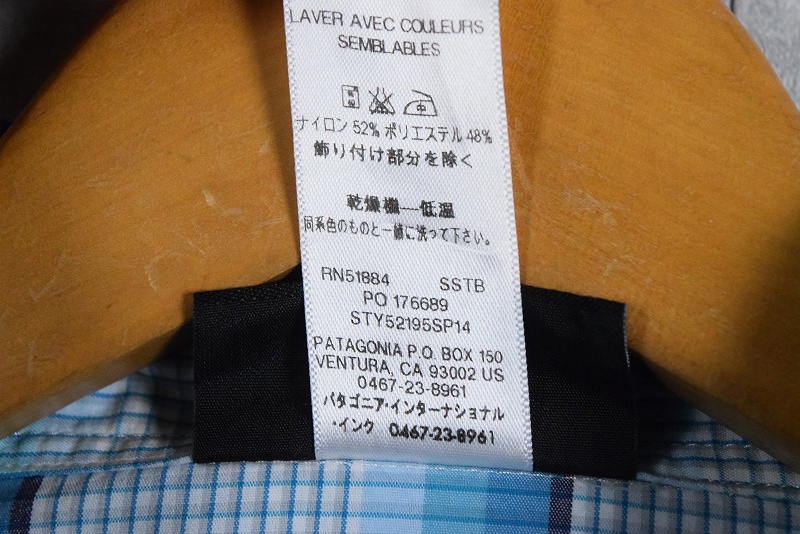 LAVER AVEC COULEURS
SEMBLABLES
中
ナイロン 52% ポリエステル 48%
飾り付け部分を除く
乾燥機―低温
同系色のものと一緒に洗って下さい。
RN51884 SSTB
PO 176689
STY52195SP14
PATAGONIA P.O. BOX 150
VENTURA, CA 93002 US
0467-23-8961
パタゴニア・インターナショナル
・インク 0467-23-8961